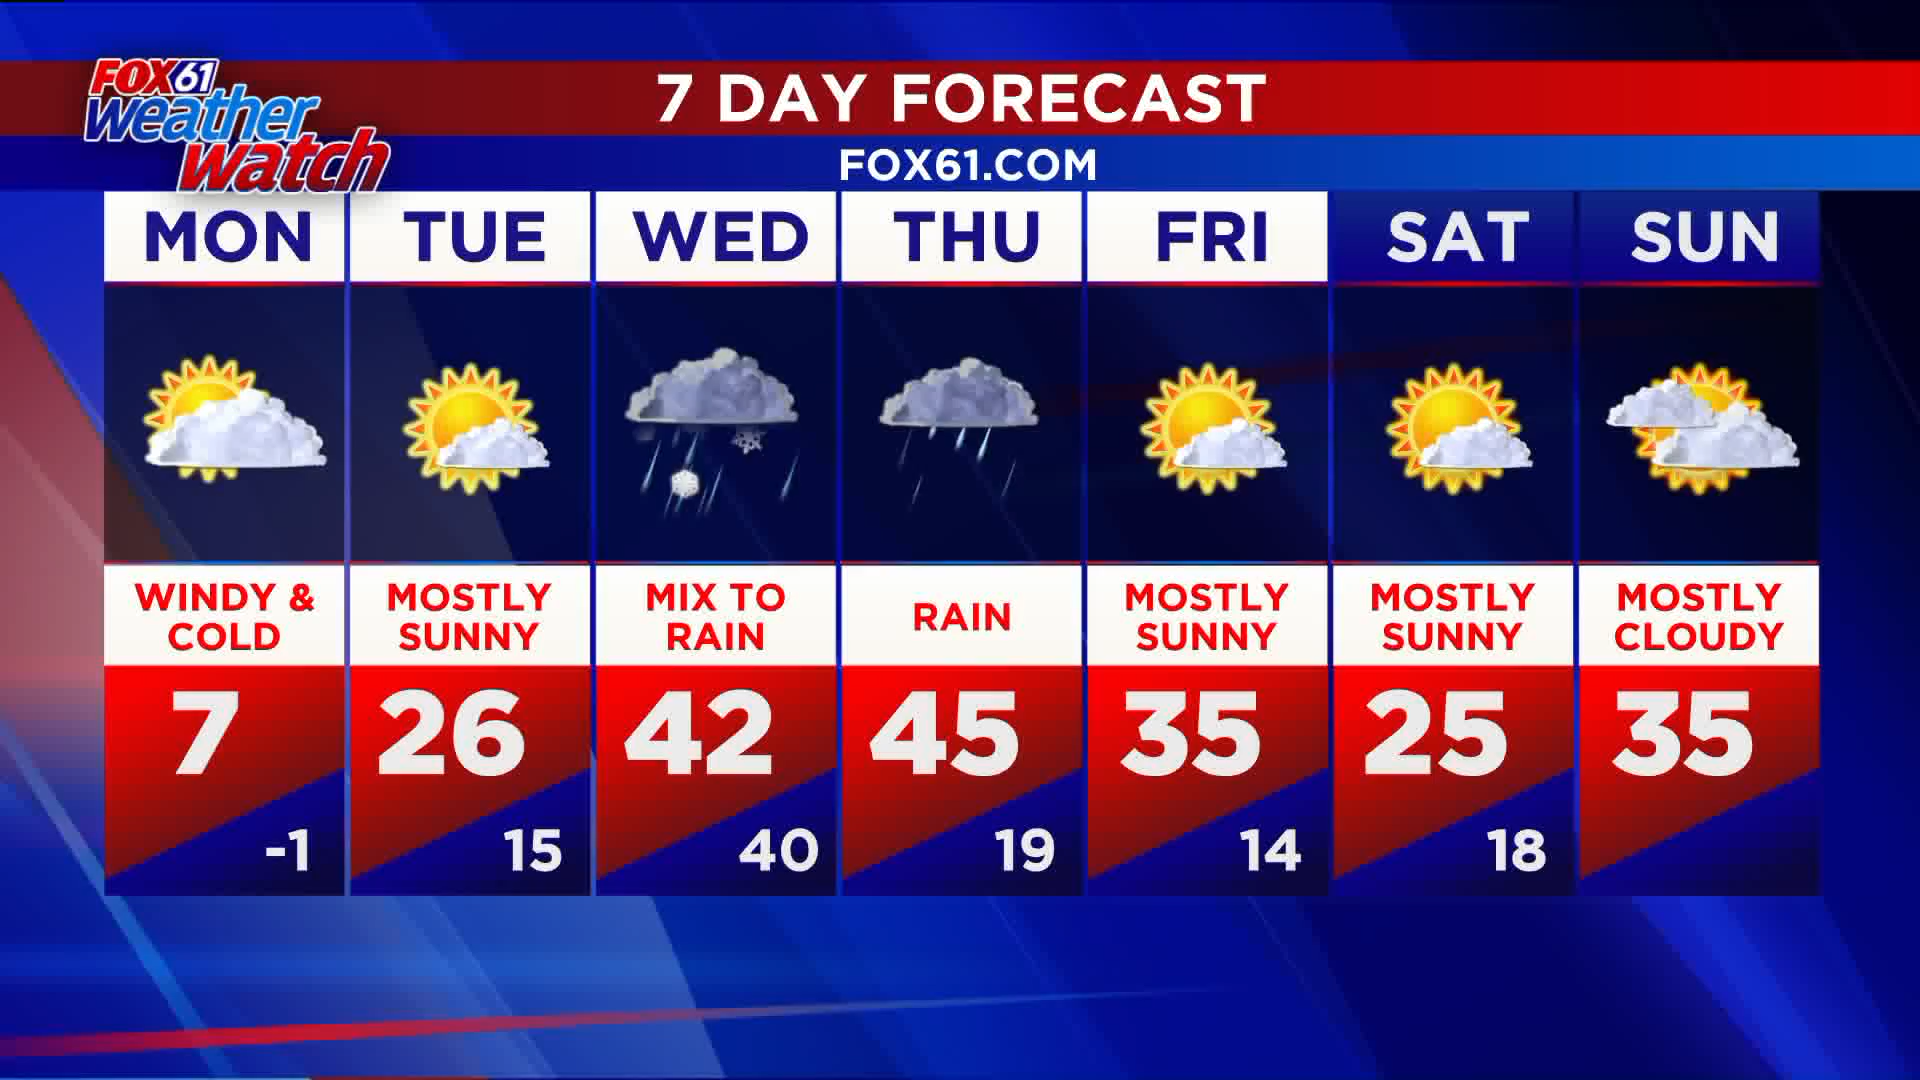 FOX61
weather
watch
7 DAY FORECAST
FOX61.COM
MON TUE WED THU FRI SAT SUN
WINDY & COLD
MOSTLY SUNNY
MIX TO RAIN
RAIN
MOSTLY SUNNY
MOSTLY SUNNY
MOSTLY CLOUDY
7 26 42 45 35 25 35
-1 15 40 19 14 18